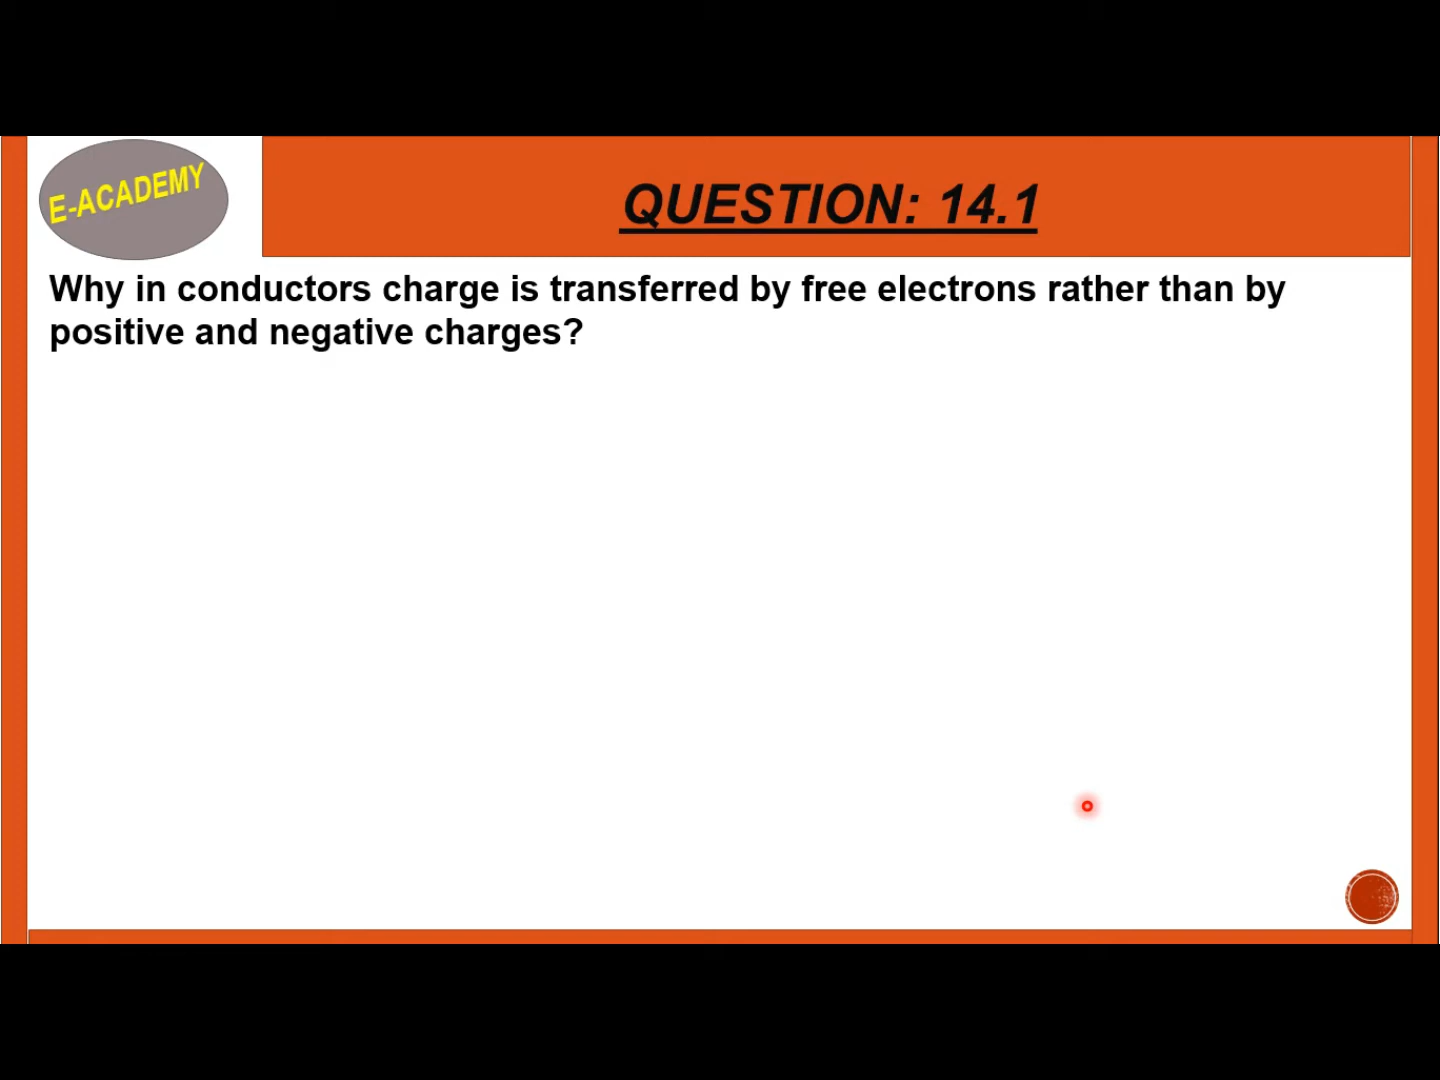 E-ACADEMY
QUESTION: 14.1
Why in conductors charge is transferred by free electrons rather than by
positive and negative charges?